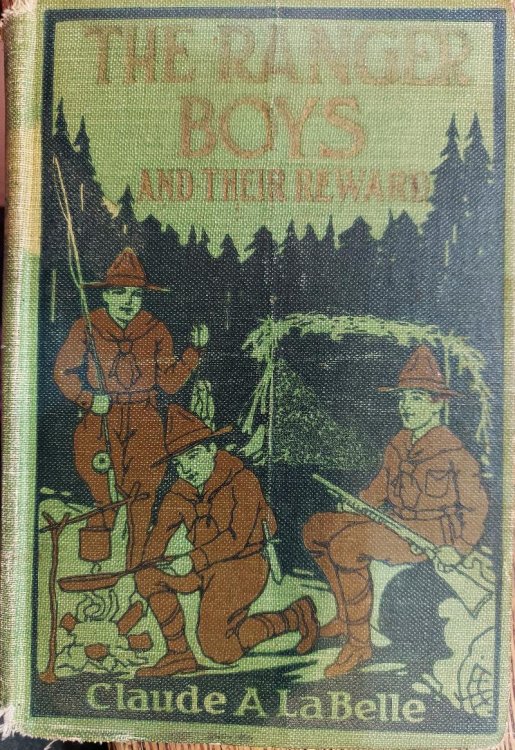 THE RANGER
BOYS
AND THEIR REWARD
Claude A LaBelle